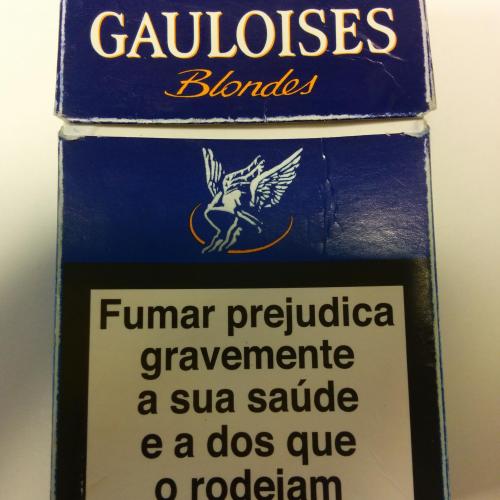 GAULOISES
Blondes
Fumar prejudica
gravemente
a sua saúde
e a dos que
o rodeiam